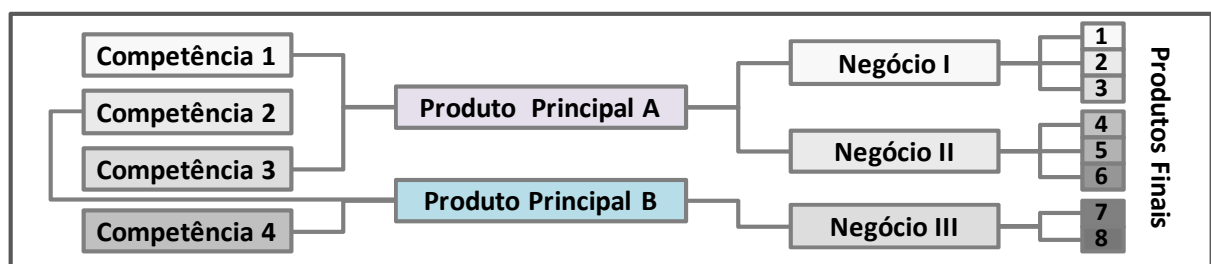 Competência 1
Competência 2
Competência 3
Competência 4
Produto Principal A
Produto Principal B
Negócio I
Negócio II
Negócio III
1
2
3
4
5
6
7
8
Produtos Finais